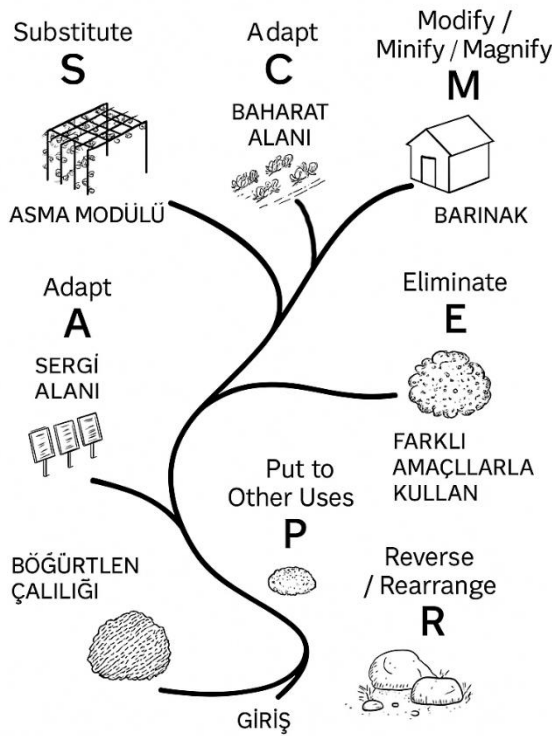 Substitute
S
ASMA MODÜLÜ
Adapt
C
BAHARAT
ALANI
Modify /
Minify / Magnify
M
BARINAK
Adapt
A
SERGİ
ALANI
Eliminate
E
FARKLI
AMAÇLLARLA
KULLAN
Put to
Other Uses
P
BÖĞÜRTLEN
ÇALILIĞI
Reverse
/ Rearrange
R
GİRİŞ